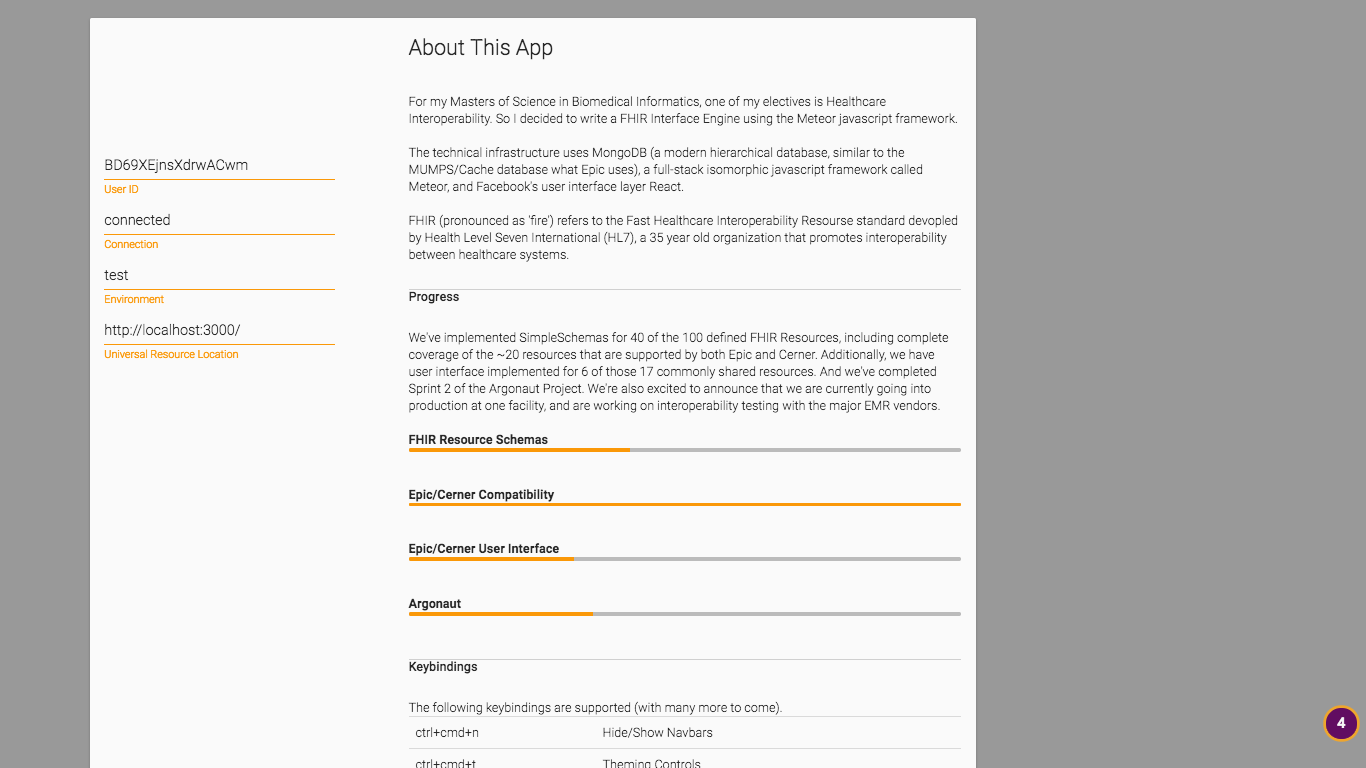 BD69XEjnsXdrwACwm
User ID
connected
Connection
test
Environment
http://localhost:3000/
Universal Resource Location
About This App
For my Masters of Science in Biomedical Informatics, one of my electives is Healthcare
Interoperability. So I decided to write a FHIR Interface Engine using the Meteor javascript framework.
The technical infrastructure uses MongoDB (a modern hierarchical database, similar to the
MUMPS/Cache database what Epic uses), a full-stack isomorphic javascript framework called
Meteor, and Facebook's user interface layer React.
FHIR (pronounced as 'fire') refers to the Fast Healthcare Interoperability Resourse standard devopled
by Health Level Seven International (HL7), a 35 year old organization that promotes interoperability
between healthcare systems.
Progress
We've implemented SimpleSchemas for 40 of the 100 defined FHIR Resources, including complete
coverage of the ~20 resources that are supported by both Epic and Cerner. Additionally, we have
user interface implemented for 6 of those 17 commonly shared resources. And we've completed
Sprint 2 of the Argonaut Project. We're also excited to announce that we are currently going into
production at one facility, and are working on interoperability testing with the major EMR vendors.
FHIR Resource Schemas
Epic/Cerner Compatibility
Epic/Cerner User Interface
Argonaut
Keybindings
The following keybindings are supported (with many more to come).
ctrl+cmd+n Hide/Show Navbars
ctrl+cmd+t Theming Controls
4